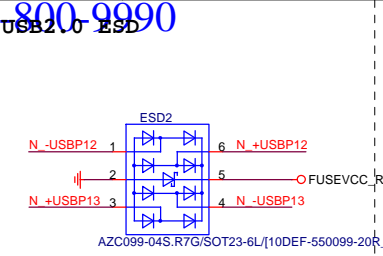 -800-9990
USB2.0 ESD
ESD2
N_-USBP12 1 6 N_+USBP12
2 5 FUSEVCC_R
N_+USBP13 3 4 N_-USBP13
AZC099-04S.R7G/SOT23-6L/[10DEF-550099-20R_